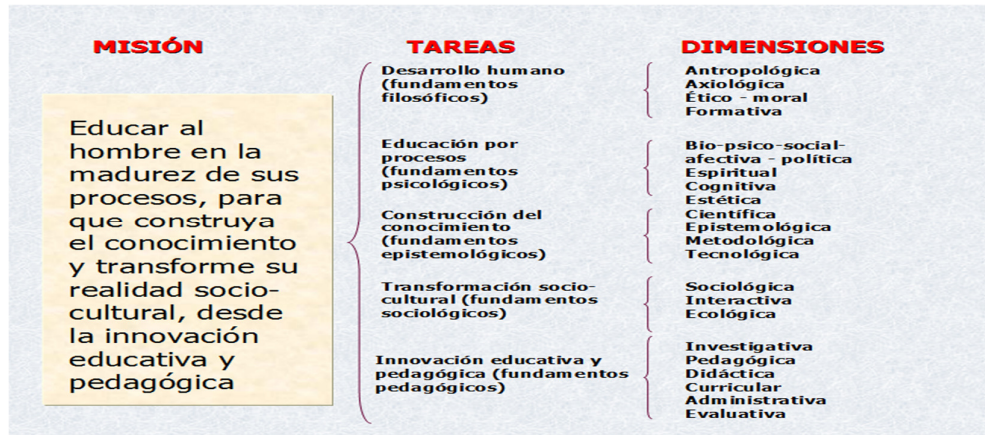 MISIÓN
TAREAS
DIMENSIONES
Educar al
hombre en la
madurez de sus
procesos, para
que construya
el conocimiento
y transforme su
realidad socio-
cultural, desde
la innovación
educativa y
pedagógica
Desarrollo humano
(fundamentos
filosóficos)
Educación por
procesos
(fundamentos
psicológicos)
Construcción del
conocimiento
(fundamentos
epistemológicos)
Transformación socio-
cultural (fundamentos
sociológicos)
Innovación educativa y
pedagógica (fundamentos
pedagógicos)
Antropológica
Axiológica
Ético - moral
Formativa
Bio-psico-social-
afectiva - política
Espiritual
Cognitiva
Estética
Científica
Epistemológica
Metodológica
Tecnológica
Sociológica
Interactiva
Ecológica
Investigativa
Pedagógica
Didáctica
Curricular
Administrativa
Evaluativa